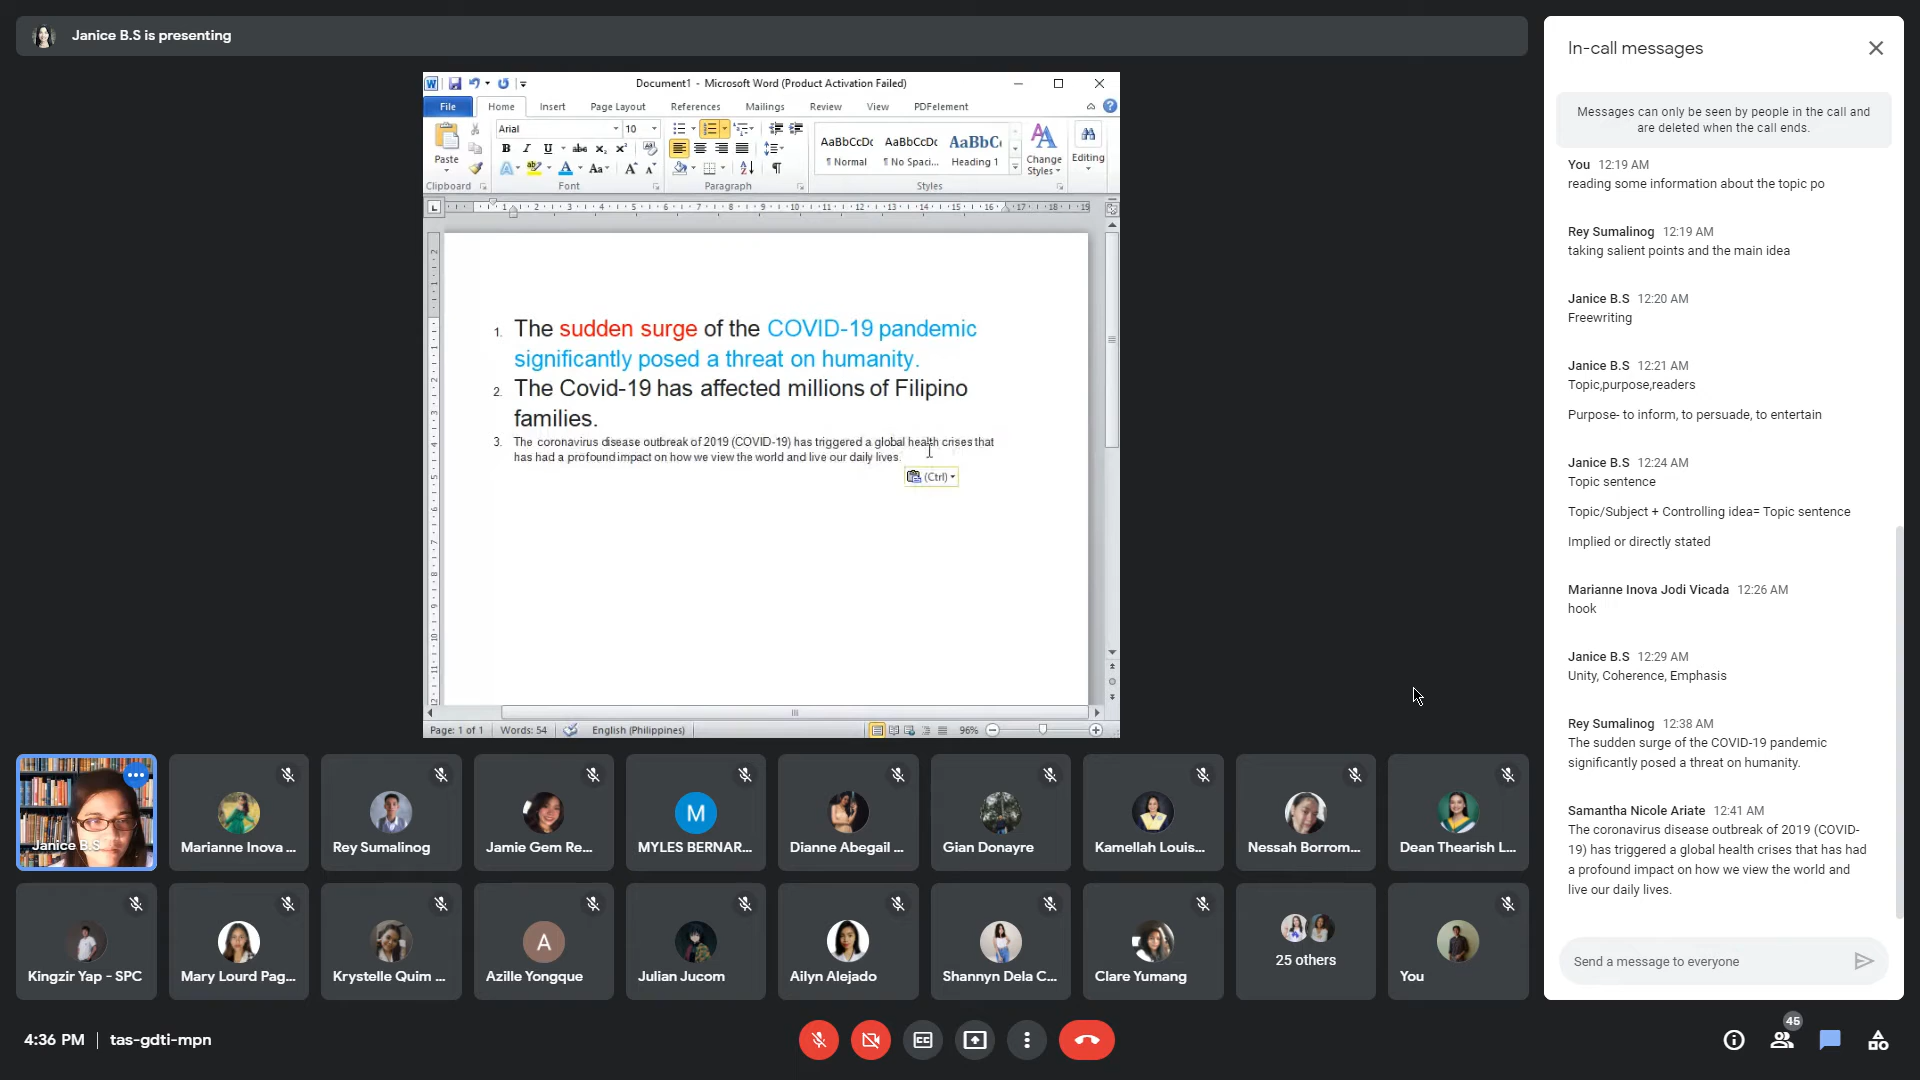 Janice B.S is presenting
Document1 - Microsoft Word (Product Activation Failed)
File Home Insert Page Layout References Mailings Review View PDFelement
Paste
Arial 10
AaBbCcDc AaBbCcDc AaBbC
¶ Normal ¶ No Spaci... Heading 1
Change Styles
Editing
Clipboard Font Paragraph Styles
1. The sudden surge of the COVID-19 pandemic
significantly posed a threat on humanity.
2. The Covid-19 has affected millions of Filipino
families.
3. The coronavirus disease outbreak of 2019 (COVID-19) has triggered a global health crises that
has had a profound impact on how we view the world and live our daily lives.
(Ctrl)
Page: 1 of 1 Words: 54 English (Philippines) 96%
Janice B.S
Marianne Inova ...
Rey Sumalinog
Jamie Gem Re...
M
MYLES BERNAR...
Dianne Abegail ...
Gian Donayre
Kamellah Louis...
Nessah Borrom...
Dean Thearish L...
Kingzir Yap - SPC
Mary Lourd Pag...
Krystelle Quim ...
A
Azille Yongque
Julian Jucom
Ailyn Alejado
Shannyn Dela C...
Clare Yumang
25 others
You
4:36 PM | tas-gdti-mpn
45
In-call messages
Messages can only be seen by people in the call and
are deleted when the call ends.
You 12:19 AM
reading some information about the topic po
Rey Sumalinog 12:19 AM
taking salient points and the main idea
Janice B.S 12:20 AM
Freewriting
Janice B.S 12:21 AM
Topic,purpose,readers
Purpose- to inform, to persuade, to entertain
Janice B.S 12:24 AM
Topic sentence
Topic/Subject + Controlling idea= Topic sentence
Implied or directly stated
Marianne Inova Jodi Vicada 12:26 AM
hook
Janice B.S 12:29 AM
Unity, Coherence, Emphasis
Rey Sumalinog 12:38 AM
The sudden surge of the COVID-19 pandemic
significantly posed a threat on humanity.
Samantha Nicole Ariate 12:41 AM
The coronavirus disease outbreak of 2019 (COVID-
19) has triggered a global health crises that has had
a profound impact on how we view the world and
live our daily lives.
Send a message to everyone